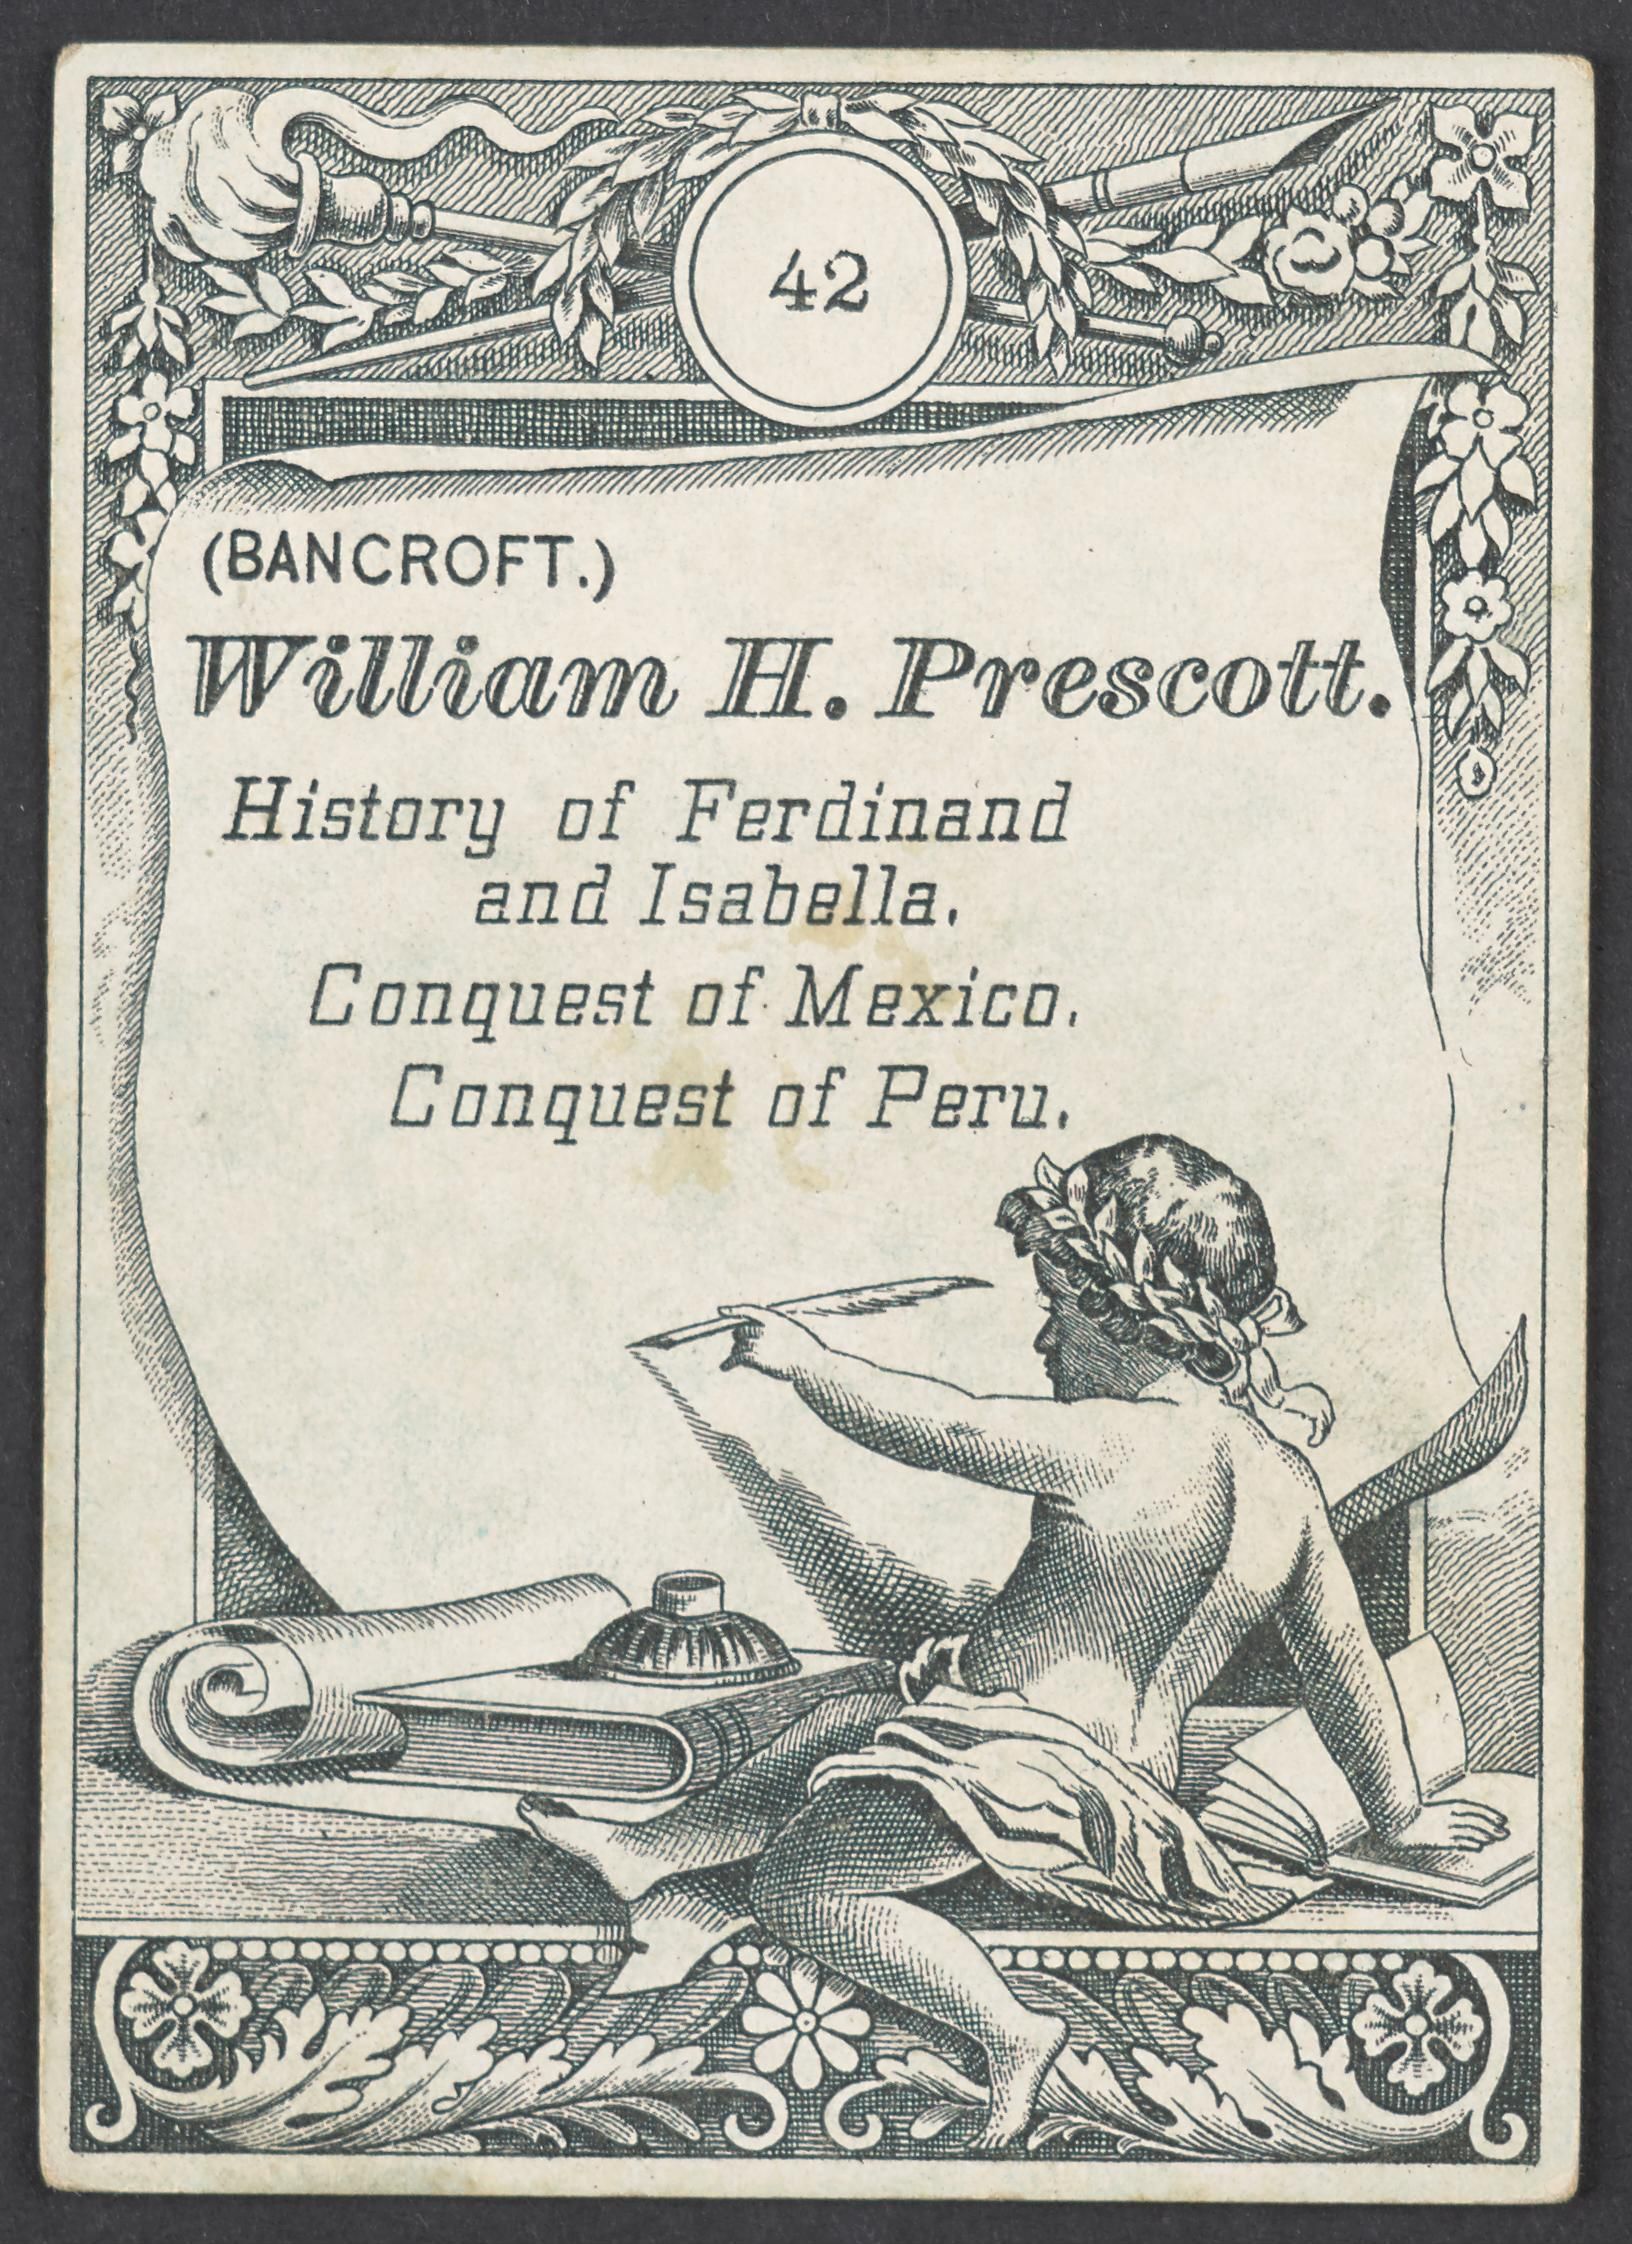 42
(BANCROFT.)
William H. Prescott.
History of Ferdinand
and Isabella.
Conquest of Mexico.
Conquest of Peru.